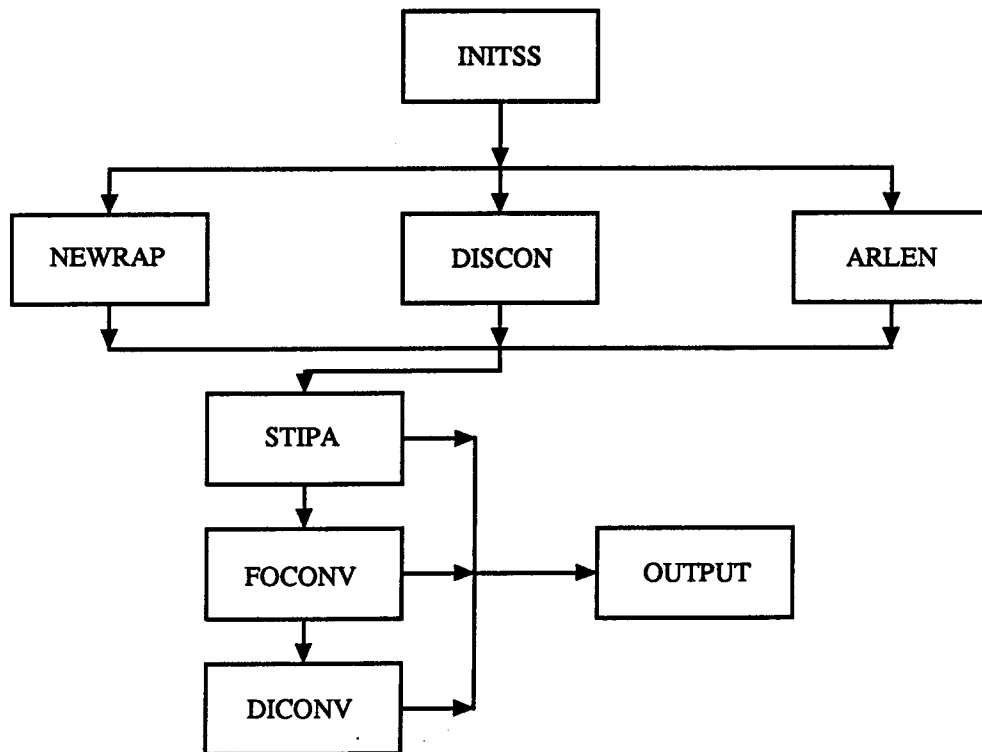 INITSS
NEWRAP
DISCON
ARLEN
STIPA
FOCONV
OUTPUT
DICONV